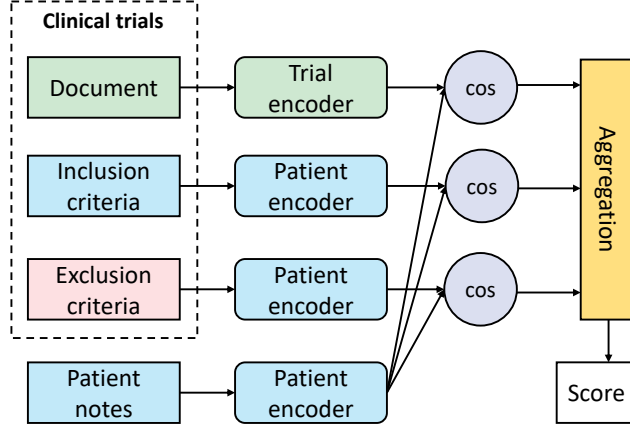 Clinical trials
Document
Trial
encoder
cos
Inclusion
criteria
Patient
encoder
cos
Exclusion
criteria
Patient
encoder
cos
Aggregation
Patient
notes
Patient
encoder
Score